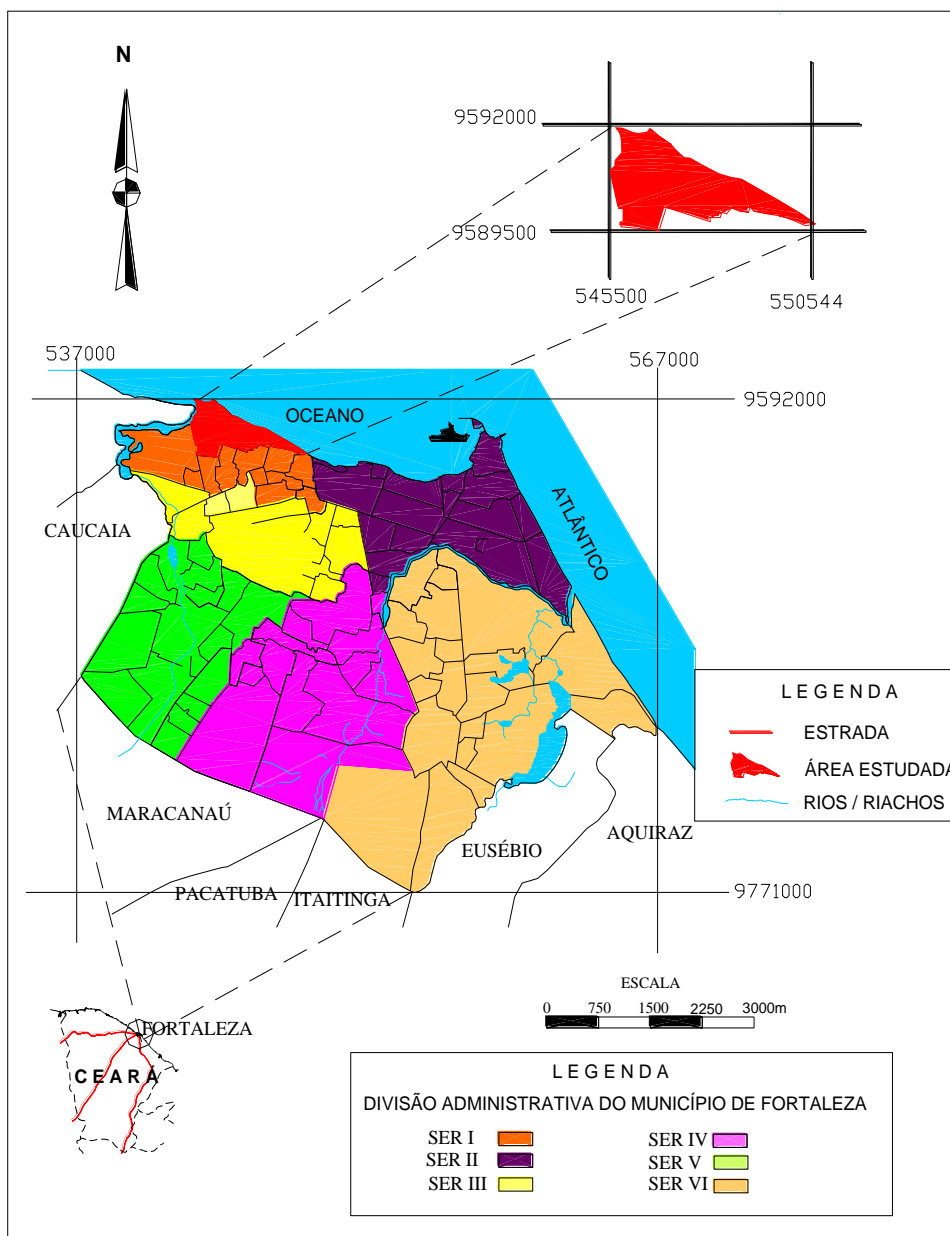 N
9592000
9589500
545500
550544
537000
567000
9592000
OCEANO
ATLÂNTICO
CAUCAIA
LEGENDA
ESTRADA
ÁREA ESTUDADA
RIOS / RIACHOS
MARACANAÚ
AQUIRAZ
EUSÉBIO
PACATUBA
ITAITINGA
9771000
ESCALA
0 750 1500 2250 3000m
FORTALEZA
CEARÁ
LEGENDA
DIVISÃO ADMINISTRATIVA DO MUNICÍPIO DE FORTALEZA
SER I
SER IV
SER II
SER V
SER III
SER VI